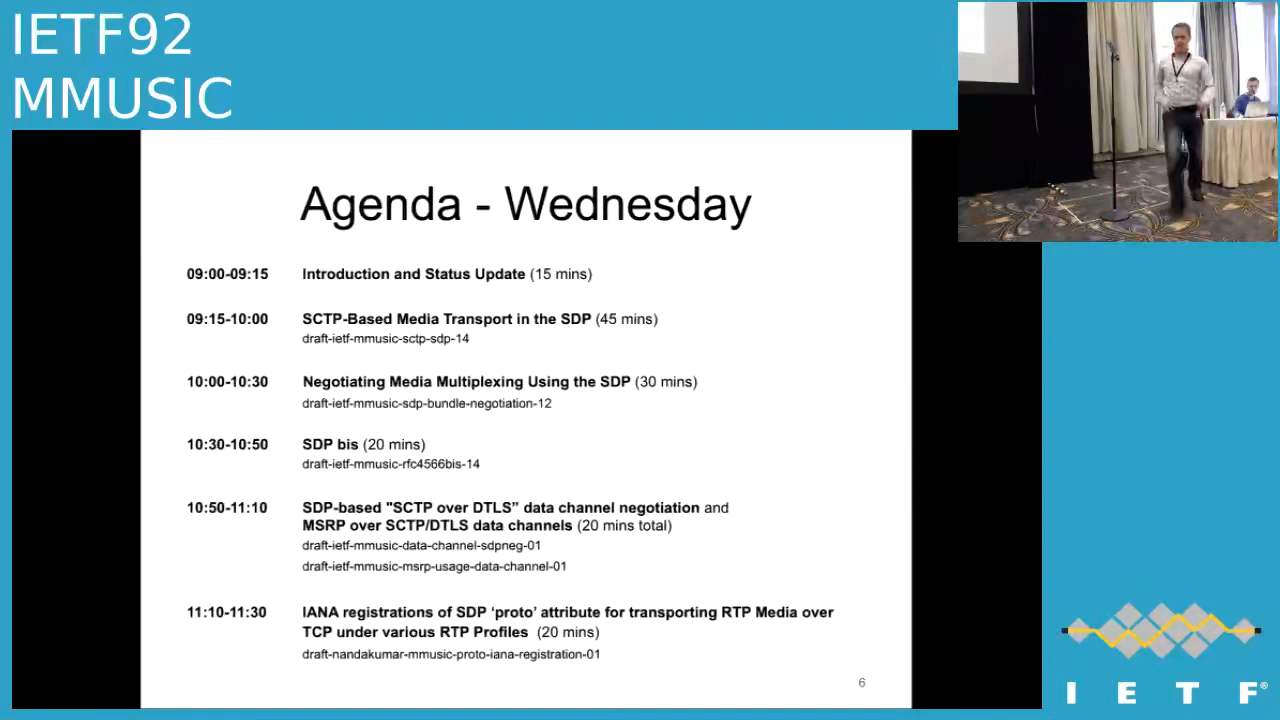 IETF92
MMUSIC
Agenda - Wednesday
09:00-09:15 Introduction and Status Update (15 mins)
09:15-10:00 SCTP-Based Media Transport in the SDP (45 mins)
draft-ietf-mmusic-sctp-sdp-14
10:00-10:30 Negotiating Media Multiplexing Using the SDP (30 mins)
draft-ietf-mmusic-sdp-bundle-negotiation-12
10:30-10:50 SDP bis (20 mins)
draft-ietf-mmusic-rfc4566bis-14
10:50-11:10 SDP-based "SCTP over DTLS” data channel negotiation and
MSRP over SCTP/DTLS data channels (20 mins total)
draft-ietf-mmusic-data-channel-sdpneg-01
draft-ietf-mmusic-msrp-usage-data-channel-01
11:10-11:30 IANA registrations of SDP ‘proto’ attribute for transporting RTP Media over
TCP under various RTP Profiles (20 mins)
draft-nandakumar-mmusic-proto-iana-registration-01
6
I E T F®